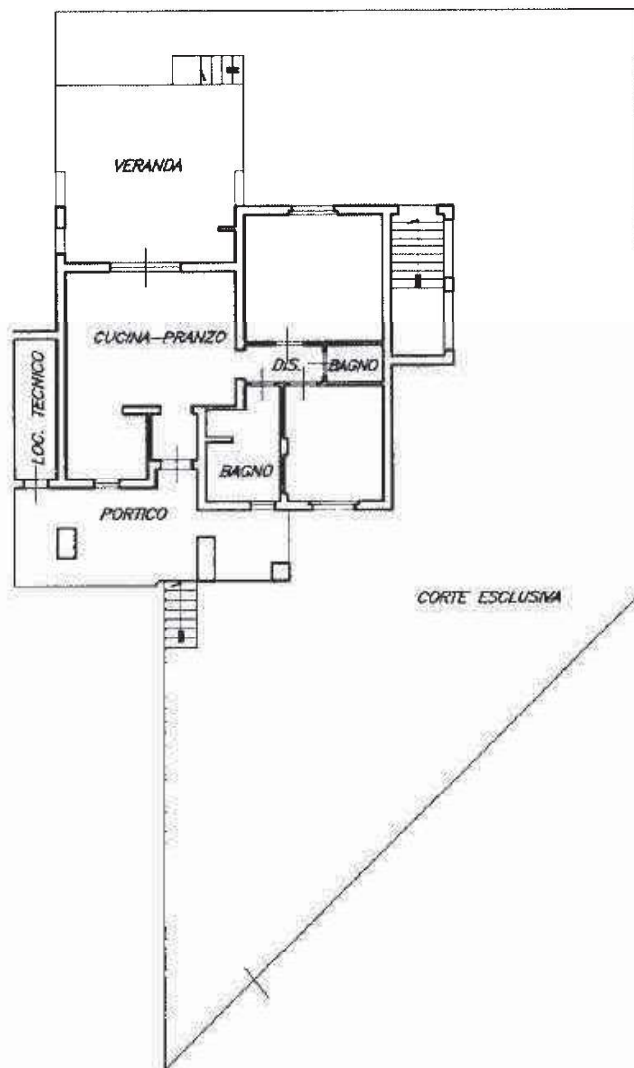 VERANDA
CUCINA-PRANZO
DIS.
BAGNO
LOC. TECNICO
BAGNO
PORTICO
CORTE ESCLUSIVA